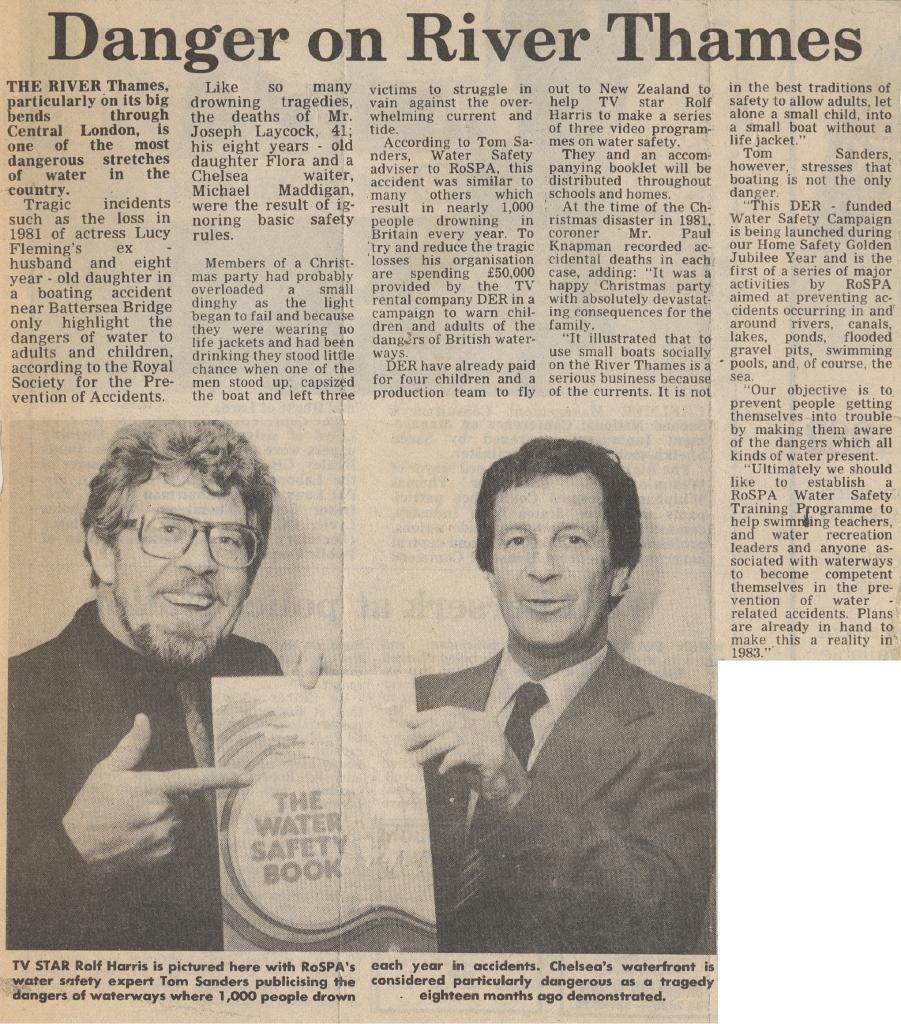 Danger on River Thames
THE RIVER Thames,
particularly on its big
bends through
Central London, is
one of the most
dangerous stretches
of water in the
country.
Tragic incidents
such as the loss in
1981 of actress Lucy
Fleming's ex -
husband and eight
year - old daughter in
a boating accident
near Battersea Bridge
only highlight the
dangers of water to
adults and children,
according to the Royal
Society for the Pre-
vention of Accidents.
Like so many
drowning tragedies,
the deaths of Mr.
Joseph Laycock, 41;
his eight years - old
daughter Flora and a
Chelsea waiter,
Michael Maddigan,
were the result of ig-
noring basic safety
rules.
Members of a Christ-
mas party had probably
overloaded a small
dinghy as the light
began to fail and because
they were wearing no
life jackets and had been
drinking they stood little
chance when one of the
men stood up, capsized
the boat and left three
victims to struggle in
vain against the over-
whelming current and
tide.
According to Tom Sa-
nders, Water Safety
adviser to RoSPA, this
accident was similar to
many others which
result in nearly 1,000
people drowning in
Britain every year. To
try and reduce the tragic
losses his organisation
are spending £50,000
provided by the TV
rental company DER in a
campaign to warn chil-
dren and adults of the
dangers of British water-
ways.
DER have already paid
for four children and a
production team to fly
out to New Zealand to
help TV star Rolf
Harris to make a series
of three video program-
mes on water safety.
They and an accom-
panying booklet will be
distributed throughout
schools and homes.
At the time of the Ch-
ristmas disaster in 1981,
coroner Mr. Paul
Knapman recorded ac-
cidental deaths in each
case, adding: "It was a
happy Christmas party
with absolutely devastat-
ing consequences for the
family.
"It illustrated that to
use small boats socially
on the River Thames is a
serious business because
of the currents. It is not
in the best traditions of
safety to allow adults, let
alone a small child, into
a small boat without a
life jacket."
Tom Sanders,
however, stresses that
boating is not the only
danger.
"This DER - funded
Water Safety Campaign
is being launched during
our Home Safety Golden
Jubilee Year and is the
first of a series of major
activities by RoSPA
aimed at preventing ac-
cidents occurring in and
around rivers, canals,
lakes, ponds, flooded
gravel pits, swimming
pools, and, of course, the
sea.
"Our objective is to
prevent people getting
themselves into trouble
by making them aware
of the dangers which all
kinds of water present.
"Ultimately we should
like to establish a
RoSPA Water Safety
Training Programme to
help swimming teachers,
and water recreation
leaders and anyone as-
sociated with waterways
to become competent
themselves in the pre-
vention of water -
related accidents. Plans
are already in hand to
make this a reality in
1983."
THE
WATER
SAFETY
BOOK
TV STAR Rolf Harris is pictured here with RoSPA's
water safety expert Tom Sanders publicising the
dangers of waterways where 1,000 people drown
each year in accidents. Chelsea's waterfront is
considered particularly dangerous as a tragedy
eighteen months ago demonstrated.